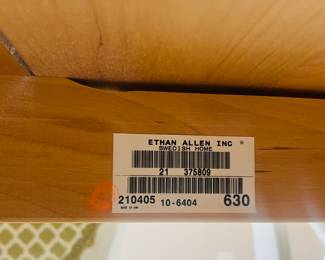 ETHAN ALLEN INC
SWEDISH HOME
21 375809
210405 10-6404 630